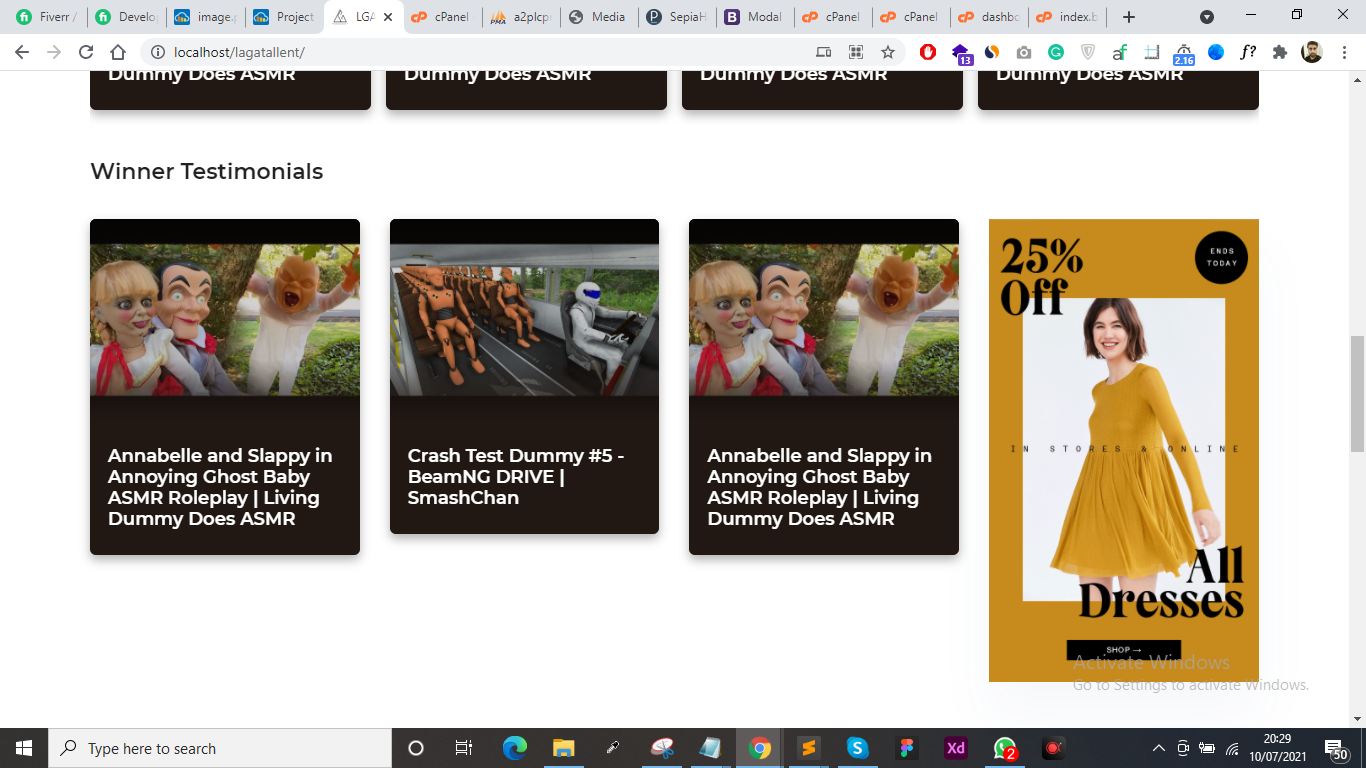 Fiverr /
Develo
image.p
Project
LGA
cPanel
a2plcp
Media
SepiaH
Modal
cPanel
cPanel
dashbo
index.b
localhost/lagatallent/
13
2.16
f?
Dummy Does ASMR
Dummy Does ASMR
Dummy Does ASMR
Dummy Does ASMR
Winner Testimonials
Annabelle and Slappy in
Annoying Ghost Baby
ASMR Roleplay | Living
Dummy Does ASMR
Crash Test Dummy #5 -
BeamNG DRIVE |
SmashChan
Annabelle and Slappy in
Annoying Ghost Baby
ASMR Roleplay | Living
Dummy Does ASMR
25%
Off
ENDS
TODAY
IN STORES & ONLINE
All
Dresses
SHOP →
Activate Windows
Go to Settings to activate Windows.
Type here to search
Xd
2
20:29
10/07/2021
50